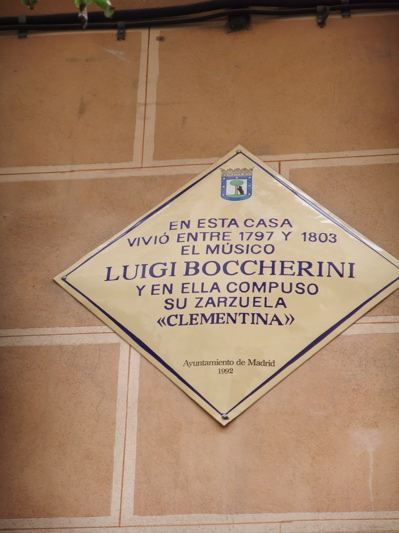 EN ESTA CASA
VIVIÓ ENTRE 1797 Y 1803
EL MÚSICO
LUIGI BOCCHERINI
Y EN ELLA COMPUSO
SU ZARZUELA
«CLEMENTINA»
Ayuntamiento de Madrid
1992